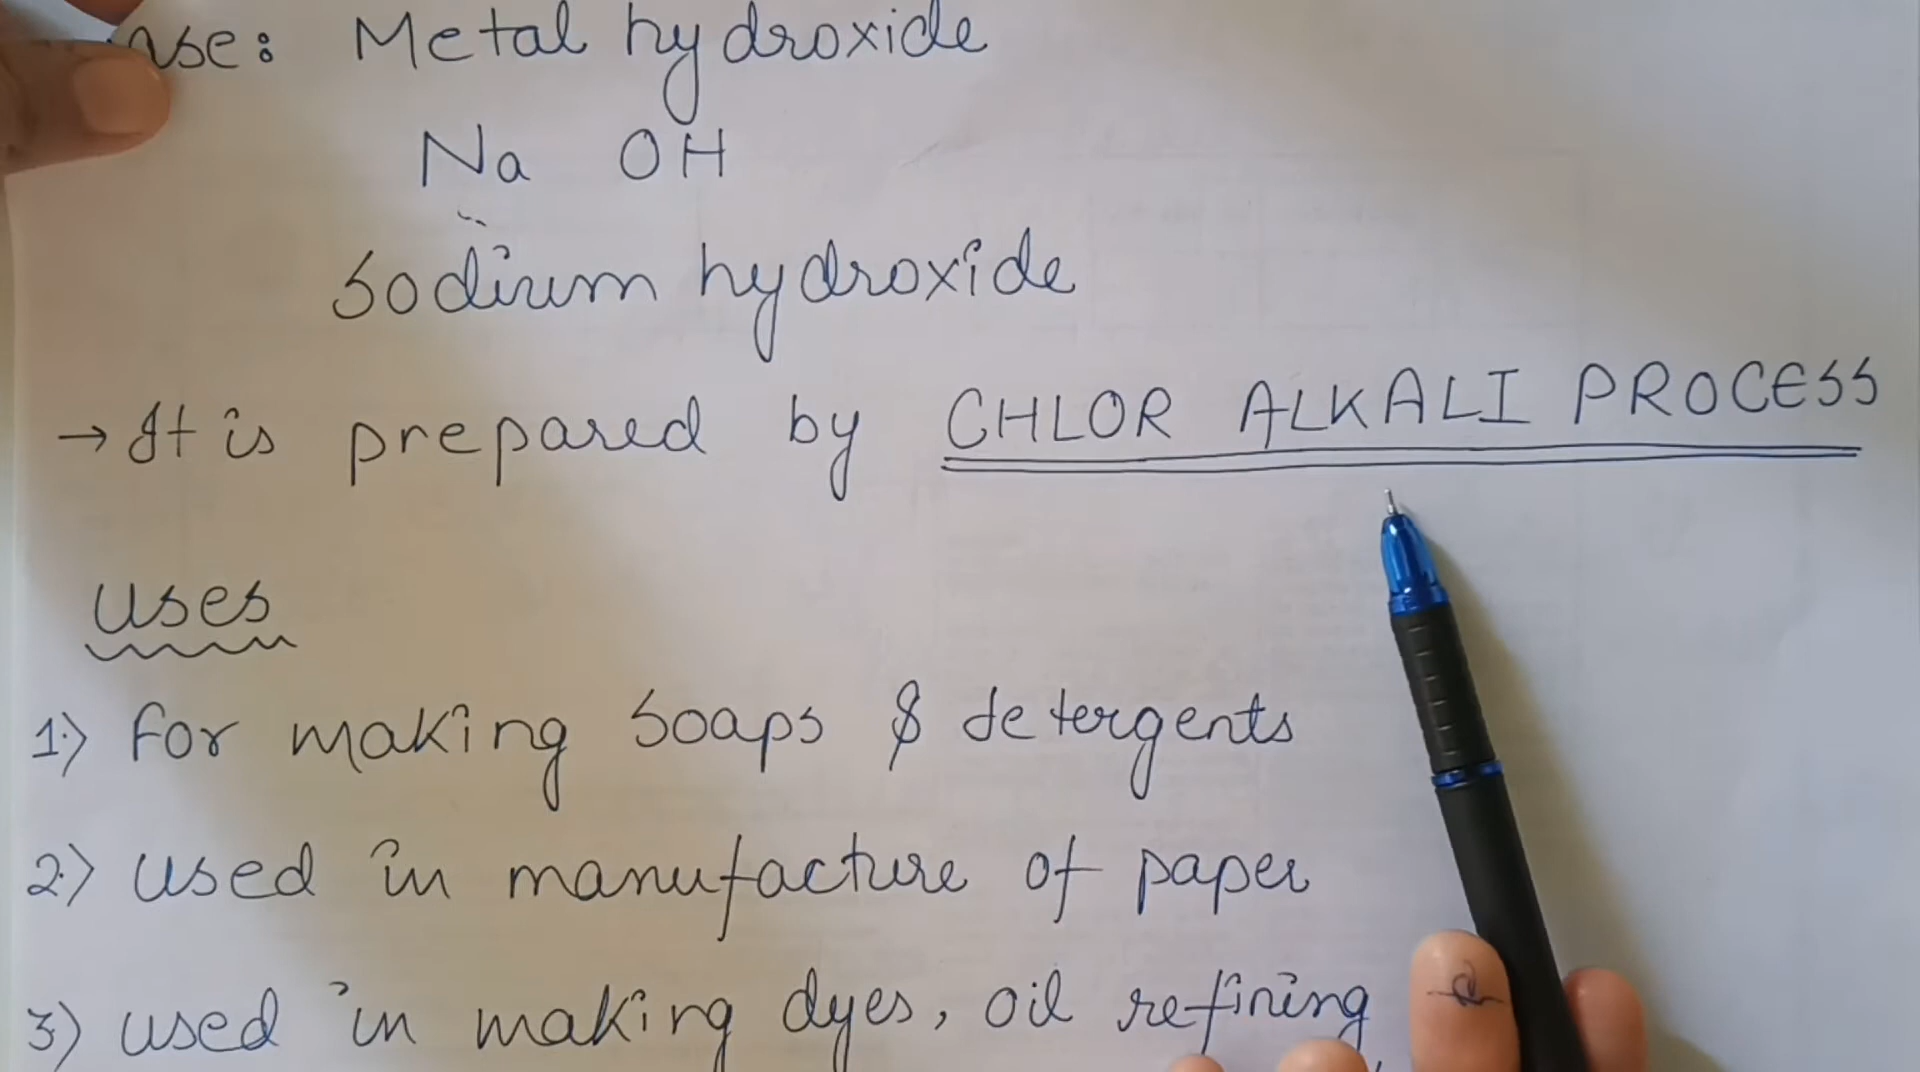 Metal hydroxide
Na OH
Sodium hydroxide
→ It is prepared by CHLOR ALKALI PROCESS
Uses
1) for making soaps & detergents
2) used in manufacture of paper
3) used in making dyes, oil refining